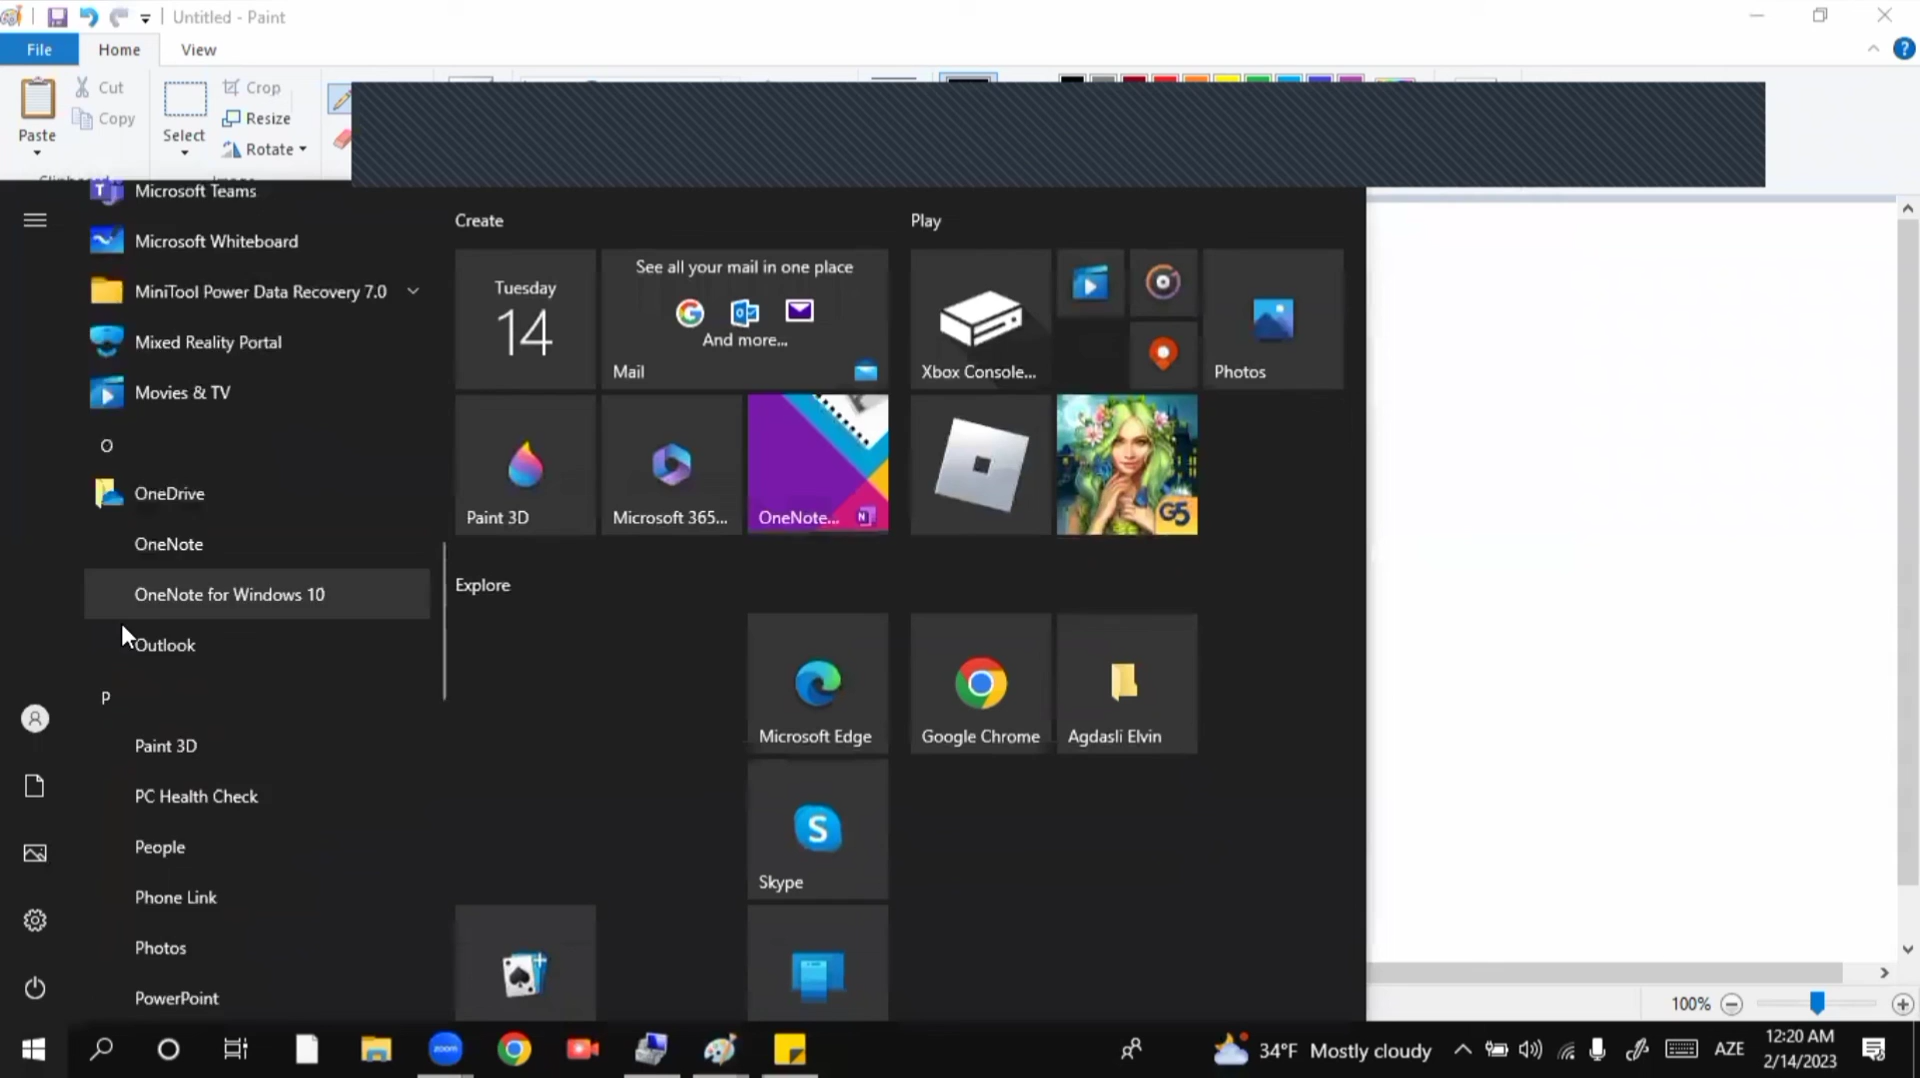 Untitled - Paint
File
Home
View
Paste
Cut
Copy
Select
Crop
Resize
Rotate
Microsoft Teams
Microsoft Whiteboard
MiniTool Power Data Recovery 7.0
Mixed Reality Portal
Movies & TV
O
OneDrive
OneNote
OneNote for Windows 10
Outlook
P
Paint 3D
PC Health Check
People
Phone Link
Photos
PowerPoint
Create
Tuesday
14
See all your mail in one place
And more...
Mail
Paint 3D
Microsoft 365...
OneNote...
N
Explore
Microsoft Edge
S
Skype
Play
Xbox Console...
Photos
G5
Google Chrome
Agdasli Elvin
100%
zoom
34°F Mostly cloudy
AZE
12:20 AM
2/14/2023